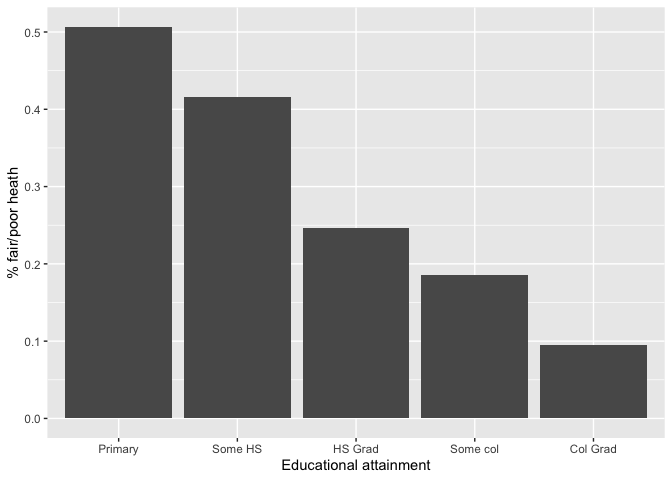 % fair/poor heath
0.5
0.4
0.3
0.2
0.1
0.0
Primary Some HS HS Grad Some col Col Grad
Educational attainment